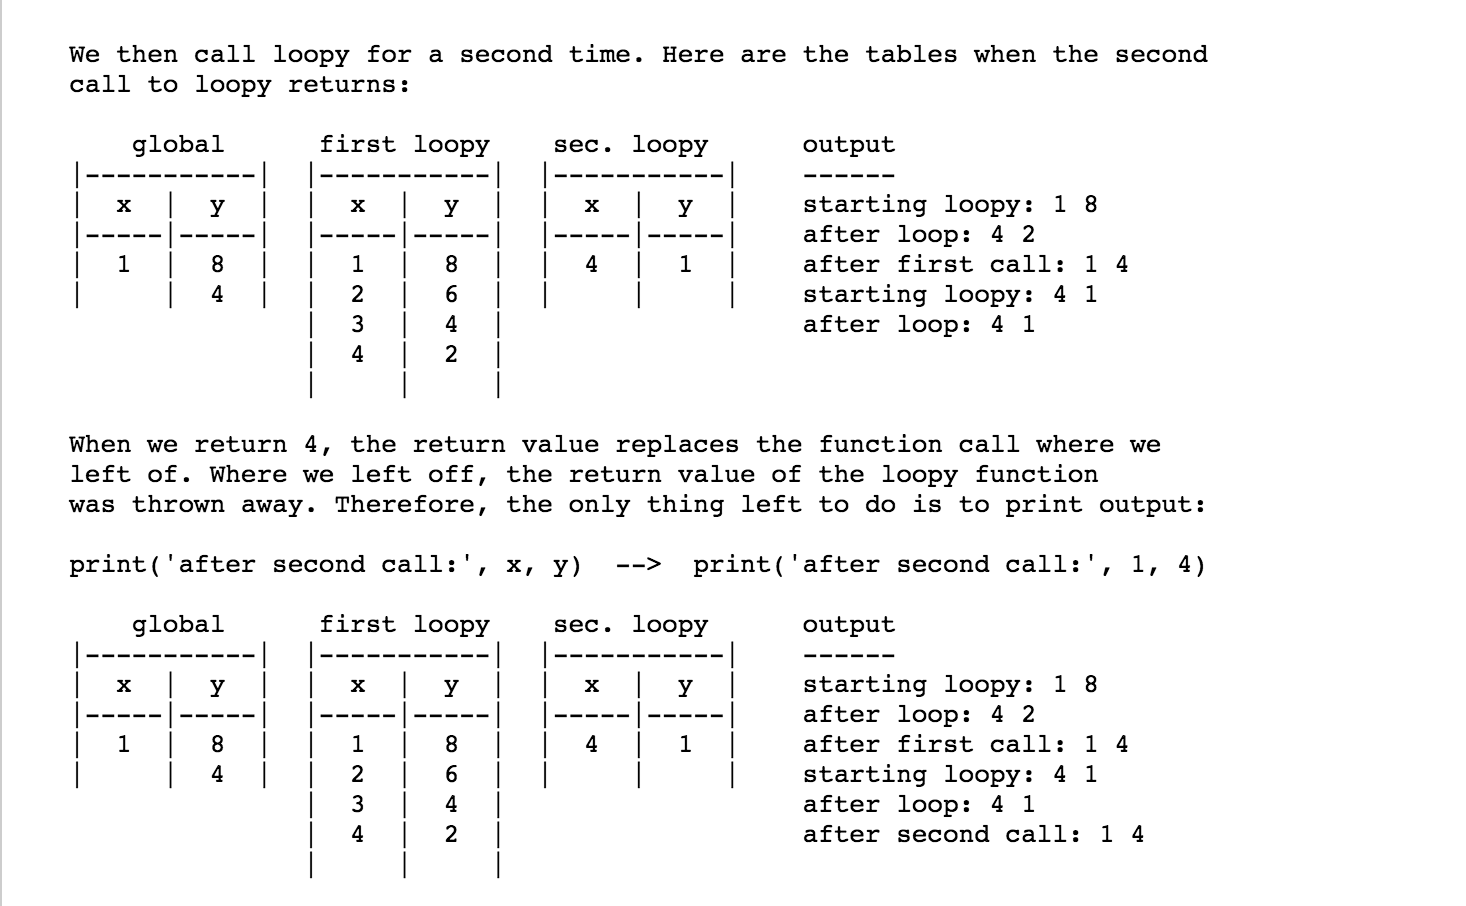 We then call loopy for a second time. Here are the tables when the second
call to loopy returns:

    global      first loopy    sec. loopy      output
|-----------|  |-----------|  |-----------|    ------
|  x  |  y  |  |  x  |  y  |  |  x  |  y  |    starting loopy: 1 8
|-----|-----|  |-----|-----|  |-----|-----|    after loop: 4 2
|  1  |  8  |  |  1  |  8  |  |  4  |  1  |    after first call: 1 4
|     |  4  |  |  2  |  6  |  |     |     |    starting loopy: 4 1
               |  3  |  4  |                   after loop: 4 1
               |  4  |  2  |
               |     |     |

When we return 4, the return value replaces the function call where we
left of. Where we left off, the return value of the loopy function
was thrown away. Therefore, the only thing left to do is to print output:

print('after second call:', x, y)  -->  print('after second call:', 1, 4)

    global      first loopy    sec. loopy      output
|-----------|  |-----------|  |-----------|    ------
|  x  |  y  |  |  x  |  y  |  |  x  |  y  |    starting loopy: 1 8
|-----|-----|  |-----|-----|  |-----|-----|    after loop: 4 2
|  1  |  8  |  |  1  |  8  |  |  4  |  1  |    after first call: 1 4
|     |  4  |  |  2  |  6  |  |     |     |    starting loopy: 4 1
               |  3  |  4  |                   after loop: 4 1
               |  4  |  2  |                   after second call: 1 4
               |     |     |